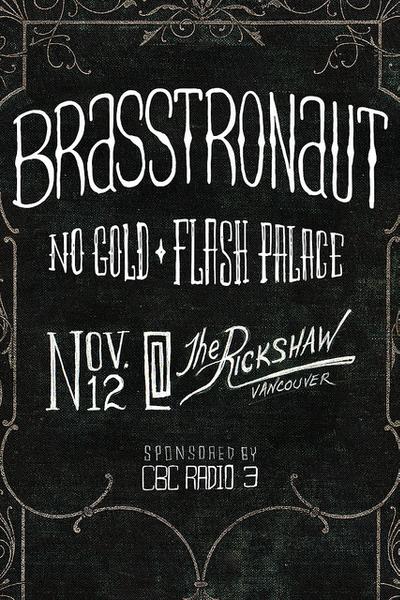 BRaSSTRONaUT
NO GOLD ✦ FLASH PALACE
NOV. 12 @ The RICKSHAW
VANCOUVER
SPONSORED BY
CBC RADIO 3